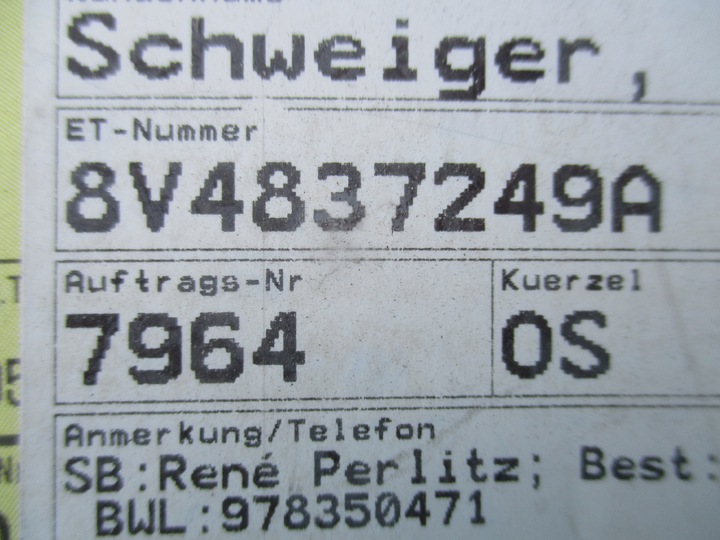 Schweiger,
ET-Nummer
8V4837249A
Auftrags-Nr Kuerzel
7964 OS
Anmerkung/Telefon
SB:René Perlitz; Best:
BWL:978350471